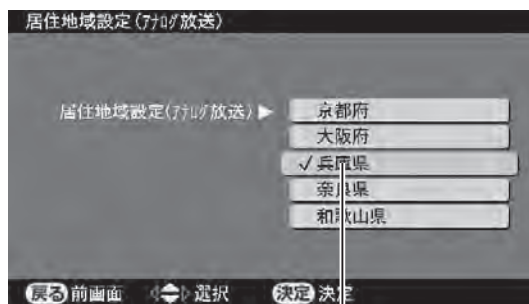 居住地域設定(ｱﾅﾛｸﾞ放送)
居住地域設定(ｱﾅﾛｸﾞ放送)▶
京都府
大阪府
✓兵庫県
奈良県
和歌山県
戻る 前画面 選択 決定 決定